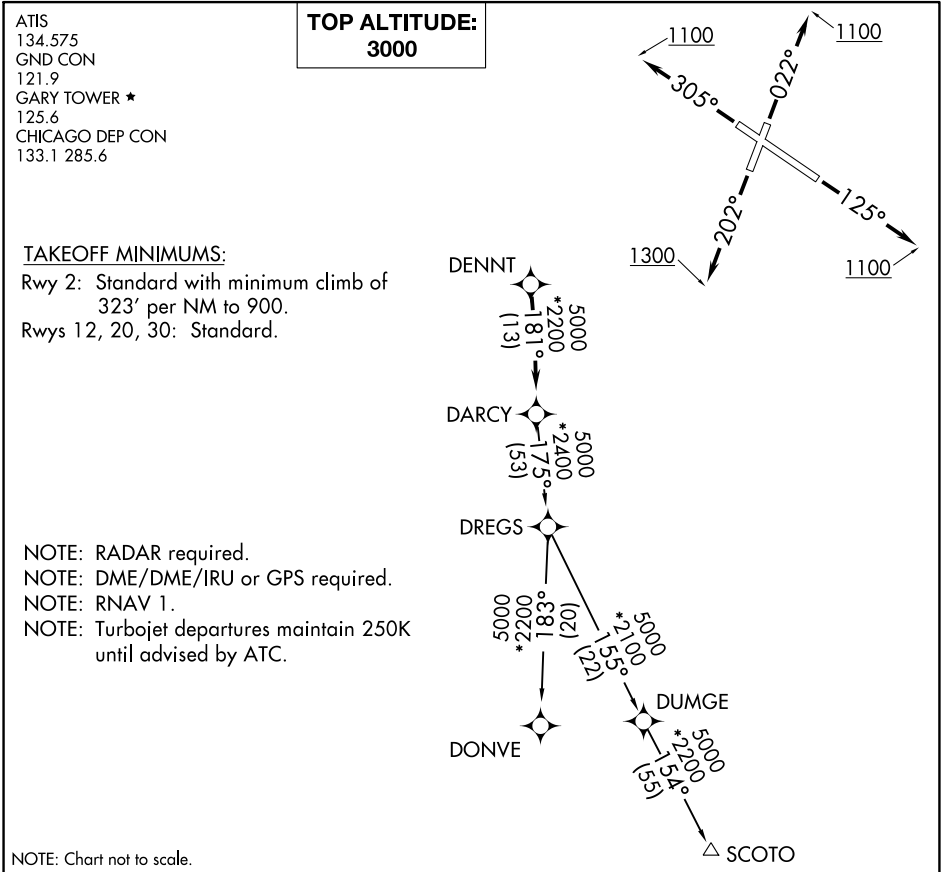 ATIS
134.575
GND CON
121.9
GARY TOWER ★
125.6
CHICAGO DEP CON
133.1 285.6
TOP ALTITUDE:
3000
1100
1100
305°
022°
125°
202°
1300
1100
TAKEOFF MINIMUMS:
Rwy 2: Standard with minimum climb of
323' per NM to 900.
Rwys 12, 20, 30: Standard.
DENNT
5000
*2200
181°
(13)
DARCY
5000
*2400
175°
(53)
DREGS
5000
*2200
183°
(20)
5000
*2100
155°
(22)
DONVE
DUMGE
5000
*2200
154°
(55)
SCOTO
NOTE: RADAR required.
NOTE: DME/DME/IRU or GPS required.
NOTE: RNAV 1.
NOTE: Turbojet departures maintain 250K
until advised by ATC.
NOTE: Chart not to scale.